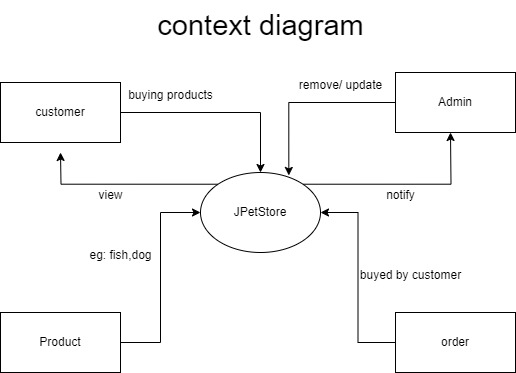 context diagram
customer
buying products
remove/ update
Admin
view
JPetStore
notify
eg: fish,dog
buyed by customer
Product
order